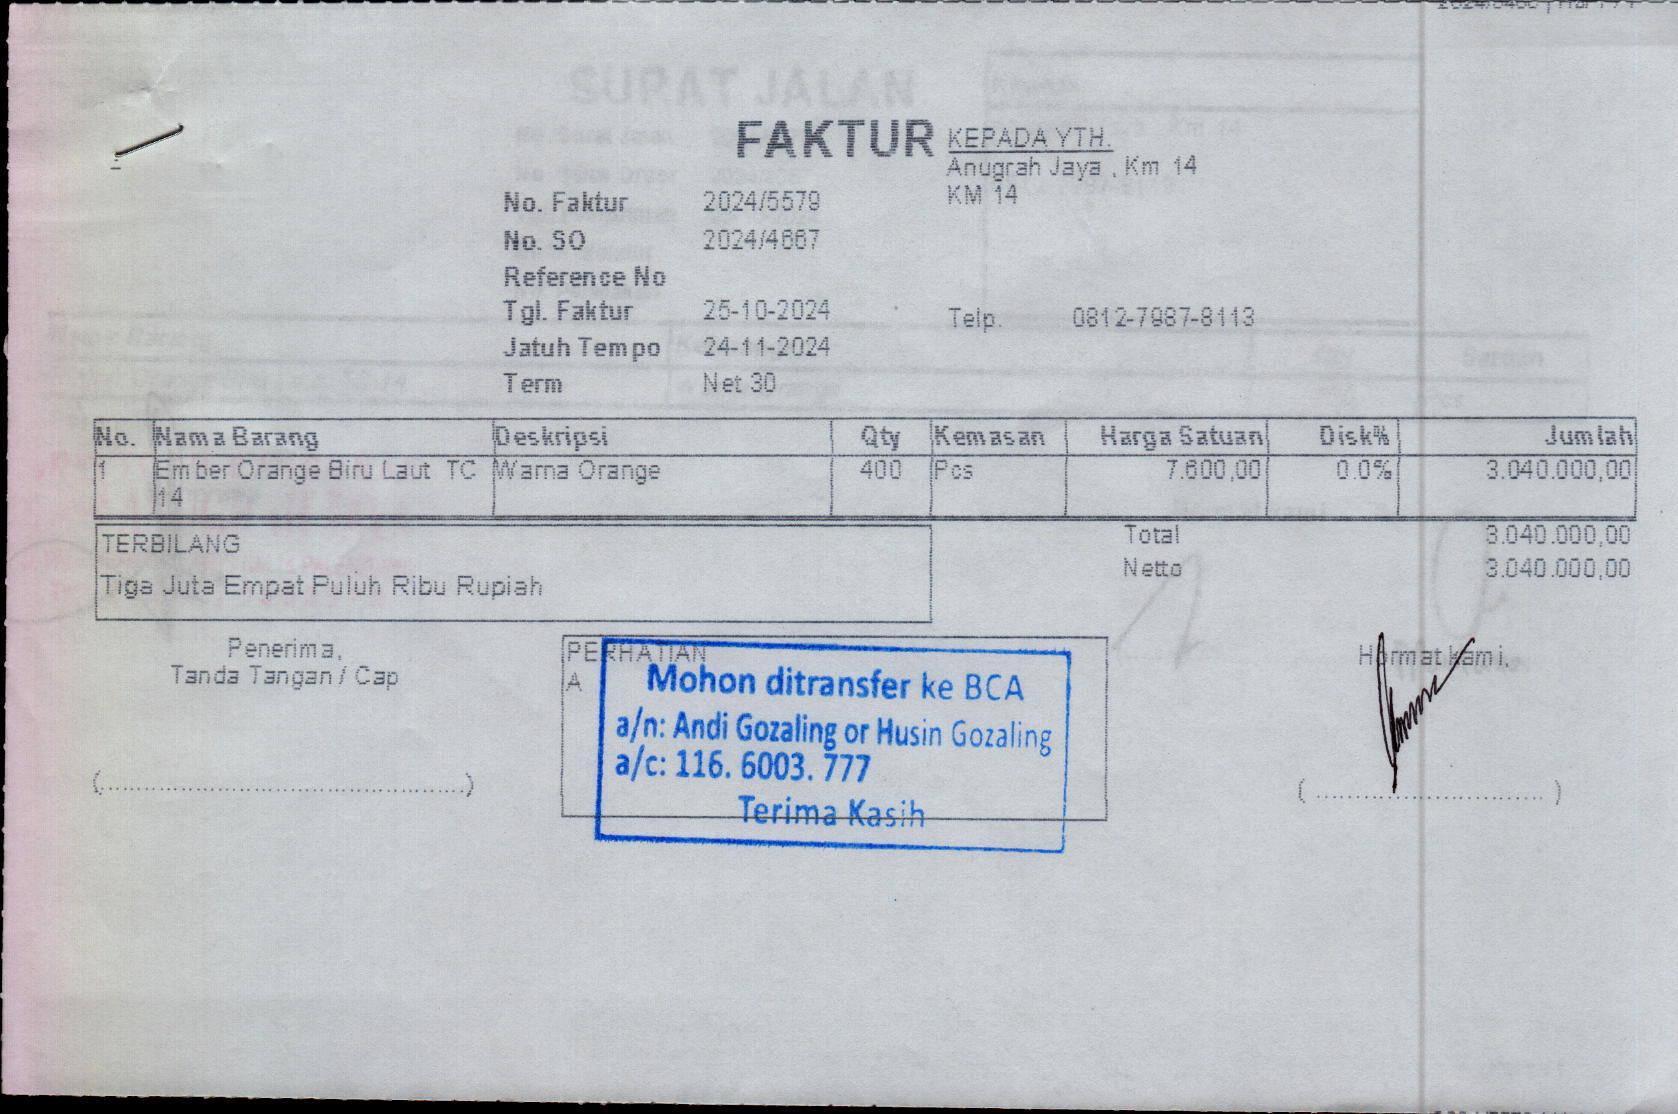 FAKTUR
KEPADA YTH.
Anugrah Jaya , Km 14
KM 14
No. Faktur 2024/5579
No. SO 2024/4667
Reference No
Tgl. Faktur 25-10-2024
Telp. 0812-7987-8113
Jatuh Tempo 24-11-2024
Term Net 30
No. Nama Barang Deskripsi Qty Kemasan Harga Satuan Disk% Jumlah
1 Ember Orange Biru Laut TC Warna Orange 400 Pcs 7.600,00 0.0% 3.040.000,00
14
Total 3.040.000,00
TERBILANG
Netto 3.040.000,00
Tiga Juta Empat Puluh Ribu Rupiah
Penerima,
Tanda Tangan / Cap
PERHATIAN
A
Mohon ditransfer ke BCA
a/n: Andi Gozaling or Husin Gozaling
a/c: 116. 6003. 777
Terima Kasih
Hormat kami,
SURAT JALAN